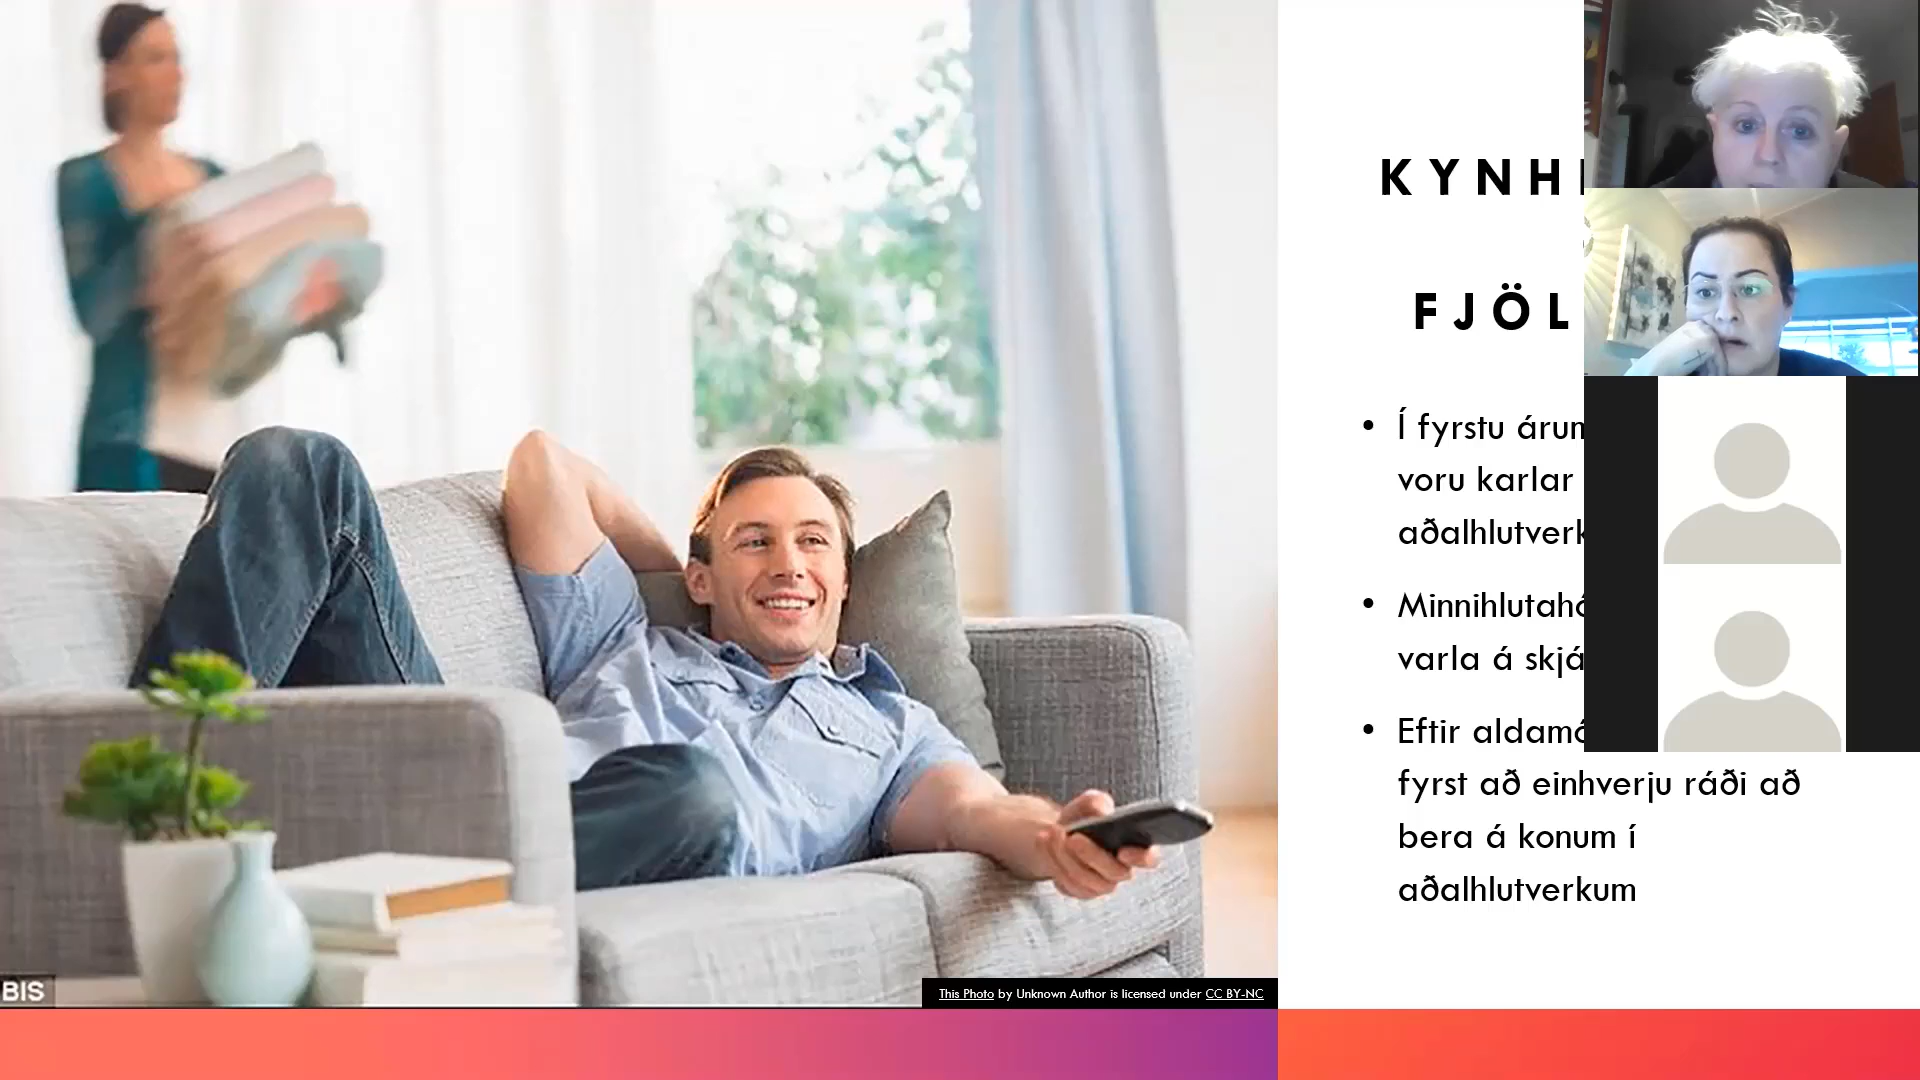 KYNH
FJÖL
• Í fyrstu árum
voru karlar
aðalhlutverk
• Minnihlutahó
varla á skjá
• Eftir aldamó
fyrst að einhverju ráði að
bera á konum í
aðalhlutverkum
BIS
This Photo by Unknown Author is licensed under CC BY-NC